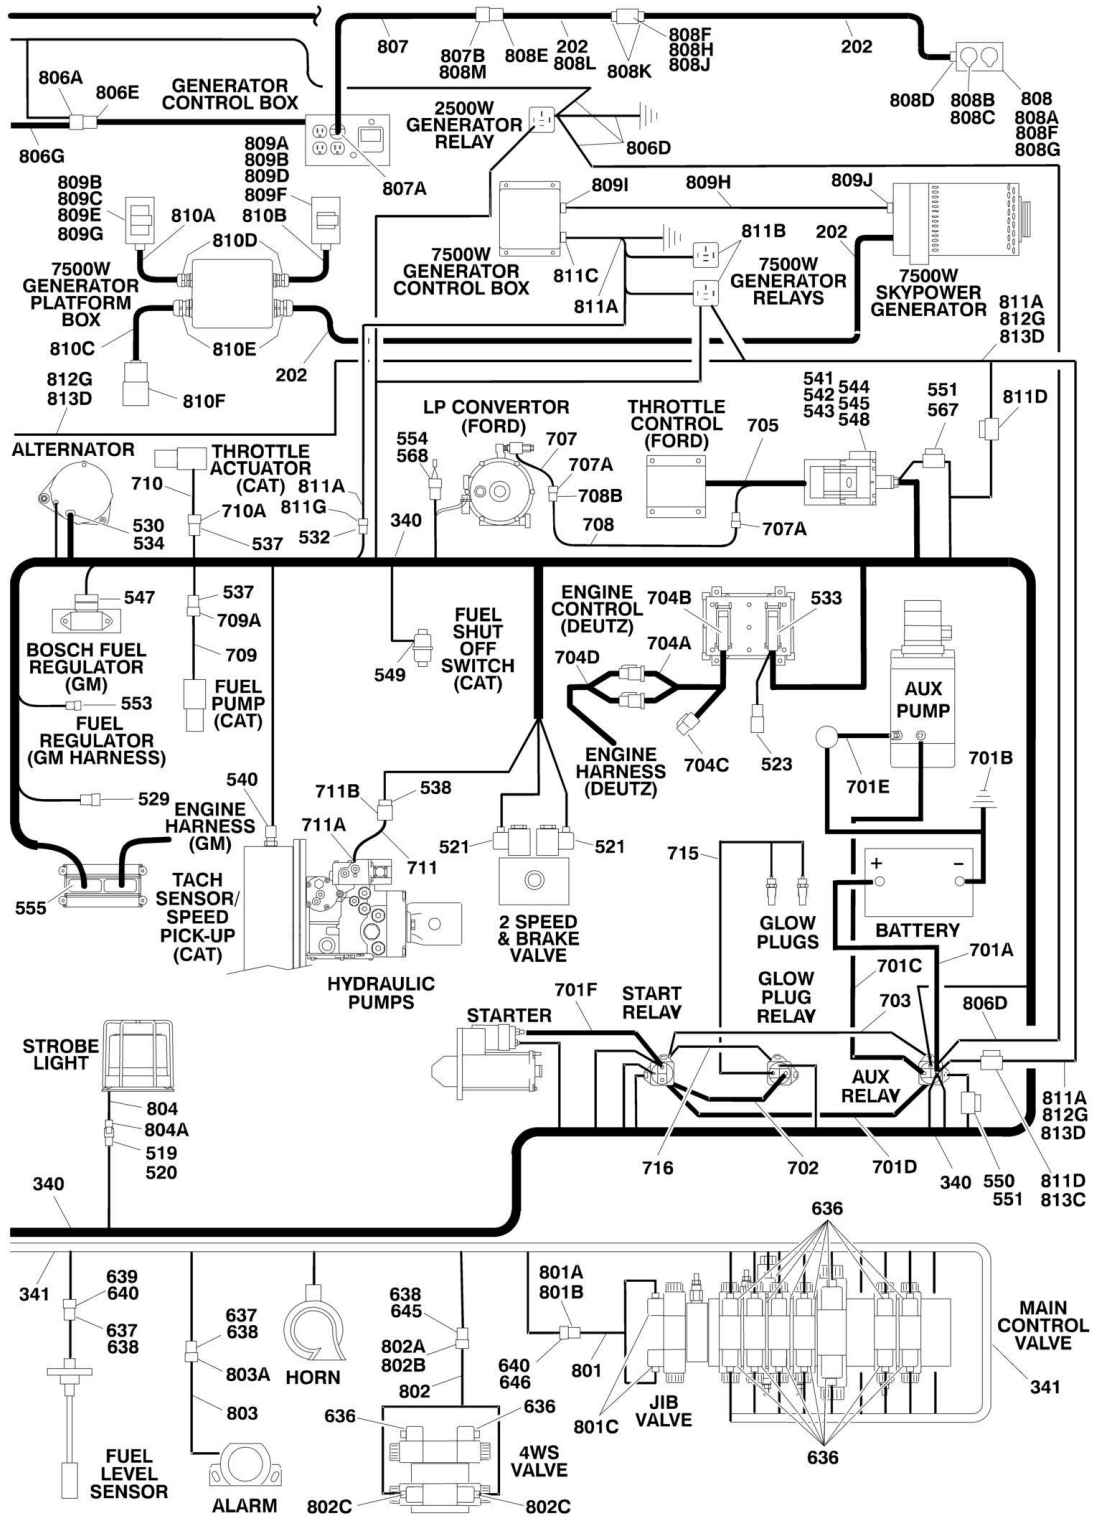 807
807B
808M
808E
202
808L
808K
808F
808H
808J
202
808D
808B
808C
808
808A
808F
808G
806A
806E
806G
GENERATOR
CONTROL BOX
809A
809B
809D
809F
807A
2500W
GENERATOR
RELAY
806D
809B
809C
809E
809G
810A
810B
810D
7500W
GENERATOR
PLATFORM
BOX
810C
810E
810F
202
809I
809H
809J
811B
811C
811A
7500W
GENERATOR
CONTROL BOX
7500W
GENERATOR
RELAYS
202
7500W
SKYPOWER
GENERATOR
811A
812G
813D
812G
813D
ALTERNATOR
530
534
710
THROTTLE
ACTUATOR
(CAT)
710A
537
811A
811G
532
340
554
568
LP CONVERTOR
(FORD)
707
707A
708B
708
THROTTLE
CONTROL
(FORD)
705
707A
541
542
543
544
545
548
551
567
811D
547
BOSCH FUEL
REGULATOR
(GM)
537
709A
709
FUEL
PUMP
(CAT)
553
FUEL
REGULATOR
(GM HARNESS)
529
ENGINE
HARNESS
(GM)
555
540
TACH
SENSOR/
SPEED
PICK-UP
(CAT)
549
FUEL
SHUT
OFF
SWITCH
(CAT)
711B
538
711A
711
HYDRAULIC
PUMPS
521
521
2 SPEED
& BRAKE
VALVE
ENGINE
CONTROL
(DEUTZ)
704B
533
704A
704D
704C
523
ENGINE
HARNESS
(DEUTZ)
AUX
PUMP
701E
701B
+
-
BATTERY
715
GLOW
PLUGS
GLOW
PLUG
RELAY
701C
701A
703
806D
STARTER
701F
START
RELAY
AUX
RELAY
716
702
701D
340
550
551
811D
813C
811A
812G
813D
STROBE
LIGHT
804
804A
519
520
340
341
639
640
637
638
FUEL
LEVEL
SENSOR
637
638
803A
803
ALARM
HORN
638
645
802A
802B
802
636
636
4WS
VALVE
802C
802C
801A
801B
640
646
801
801C
JIB
VALVE
636
636
MAIN
CONTROL
VALVE
341